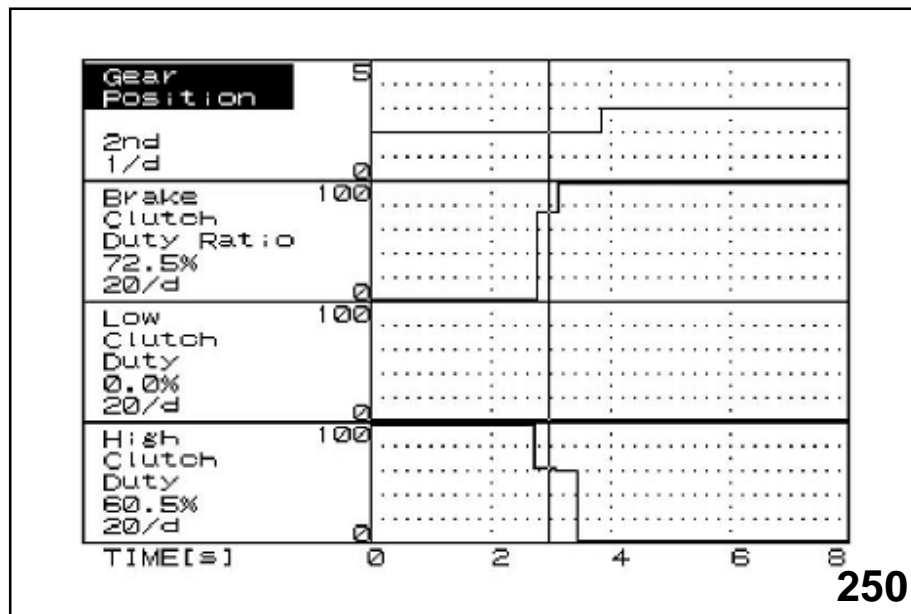 Gear 5
Position
2nd
1/d
0
Brake 100
Clutch
Duty Ratio
72.5%
20/d
0
Low 100
Clutch
Duty
0.0%
20/d
0
High 100
Clutch
Duty
60.5%
20/d
0
TIME[s] 0 2 4 6 8
250